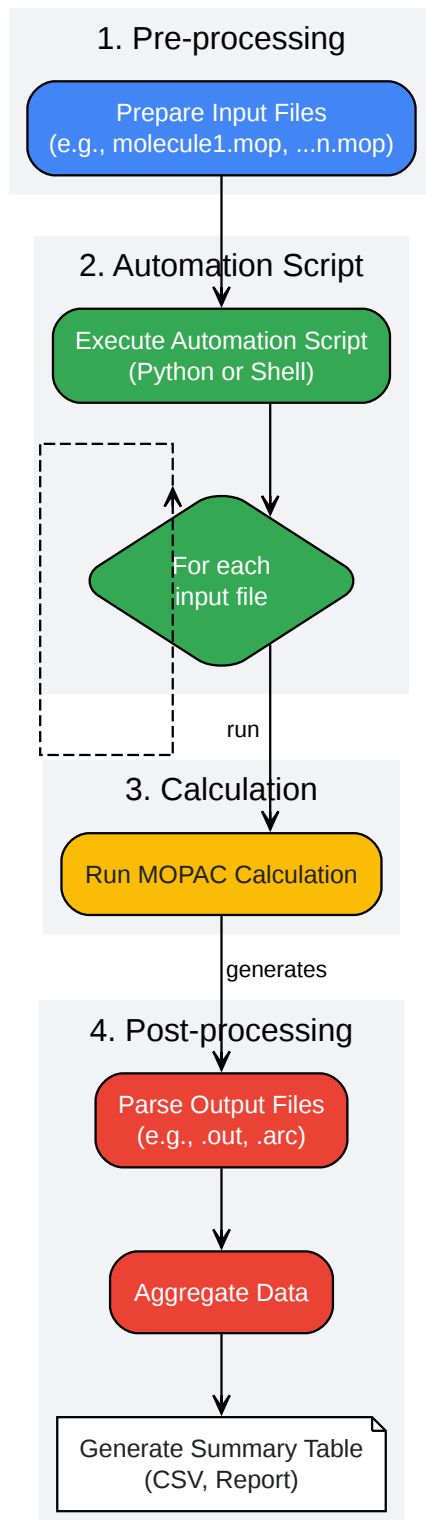 1. Pre-processing
Prepare Input Files
(e.g., molecule1.mop, ...n.mop)
2. Automation Script
Execute Automation Script
(Python or Shell)
For each
input file
run
3. Calculation
Run MOPAC Calculation
generates
4. Post-processing
Parse Output Files
(e.g., .out, .arc)
Aggregate Data
Generate Summary Table
(CSV, Report)